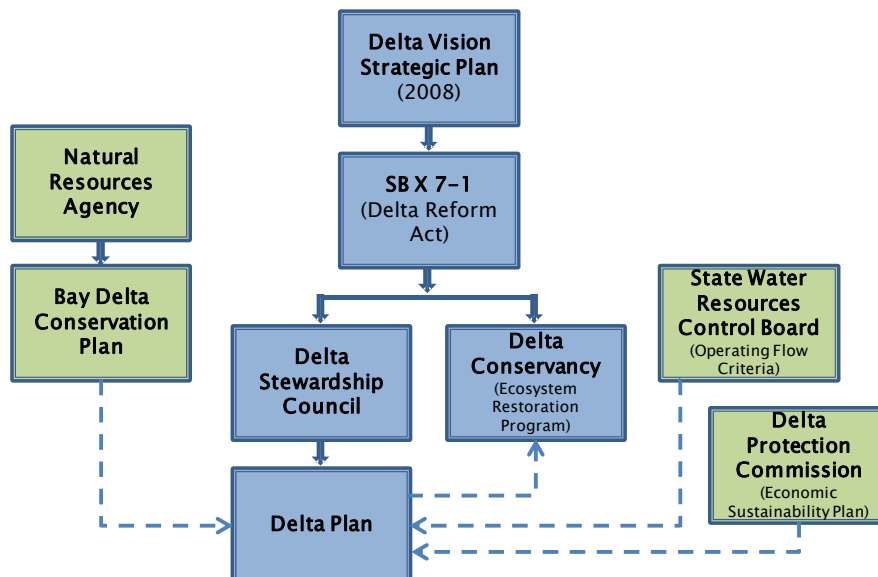 Delta Vision
Strategic Plan
(2008)
Natural
Resources
Agency
SB X 7-1
(Delta Reform
Act)
Bay Delta
Conservation
Plan
State Water
Resources
Control Board
(Operating Flow
Criteria)
Delta
Stewardship
Council
Delta
Conservancy
(Ecosystem
Restoration
Program)
Delta
Protection
Commission
(Economic
Sustainability Plan)
Delta Plan